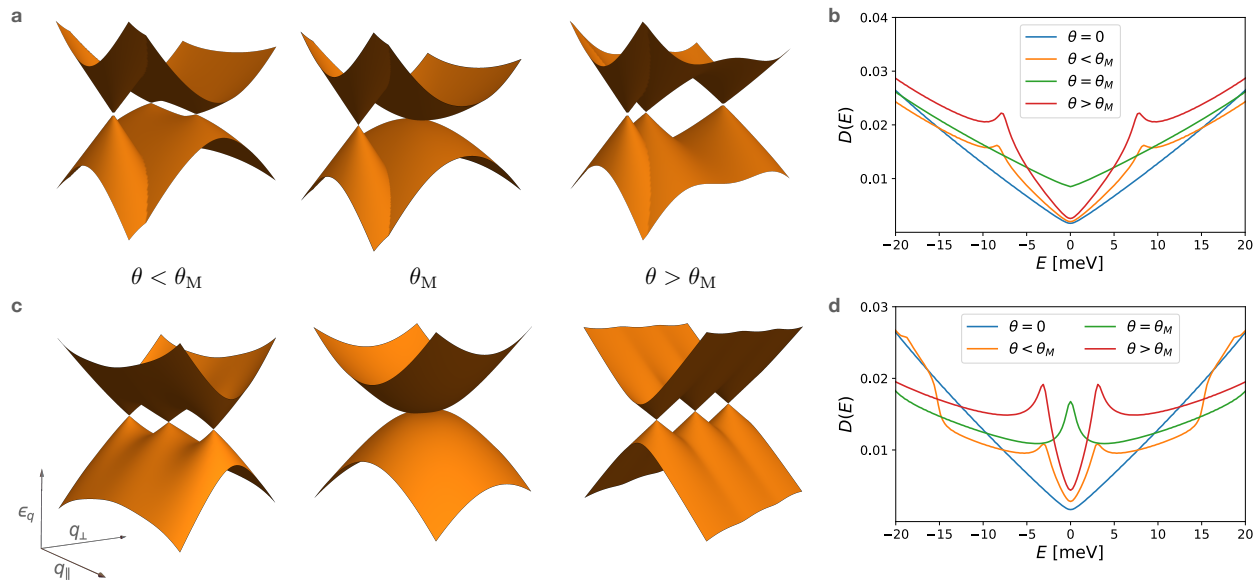 a
b
0.04
0.03
0.02
0.01
D(E)
θ = 0
θ < θ_M
θ = θ_M
θ > θ_M
−20 −15 −10 −5 0 5 10 15 20
E [meV]
θ < θ_M
θ_M
θ > θ_M
c
d
0.03
0.02
0.01
D(E)
θ = 0
θ < θ_M
θ = θ_M
θ > θ_M
−20 −15 −10 −5 0 5 10 15 20
E [meV]
ϵ_q
q_⊥
q_∥